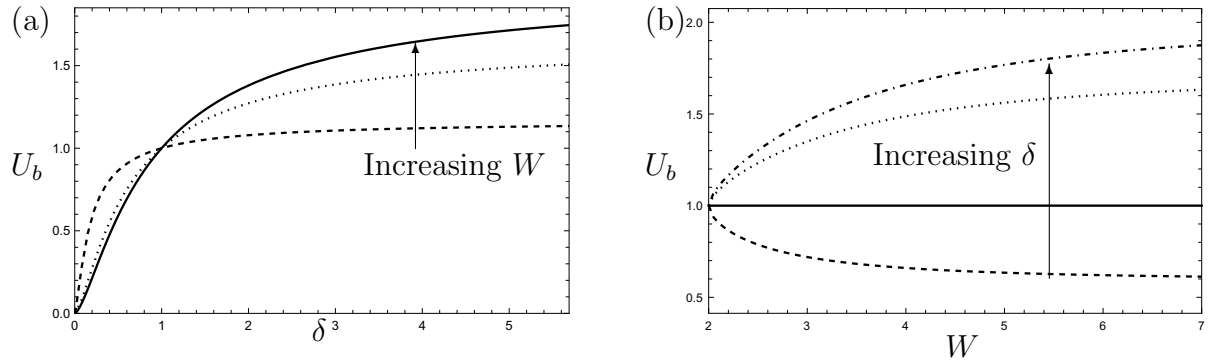 (a)
1.5
1.0
0.5
0.0
U_b
Increasing W
0 1 2 3 4 5
δ
(b)
2.0
1.5
1.0
0.5
U_b
Increasing δ
2 3 4 5 6 7
W